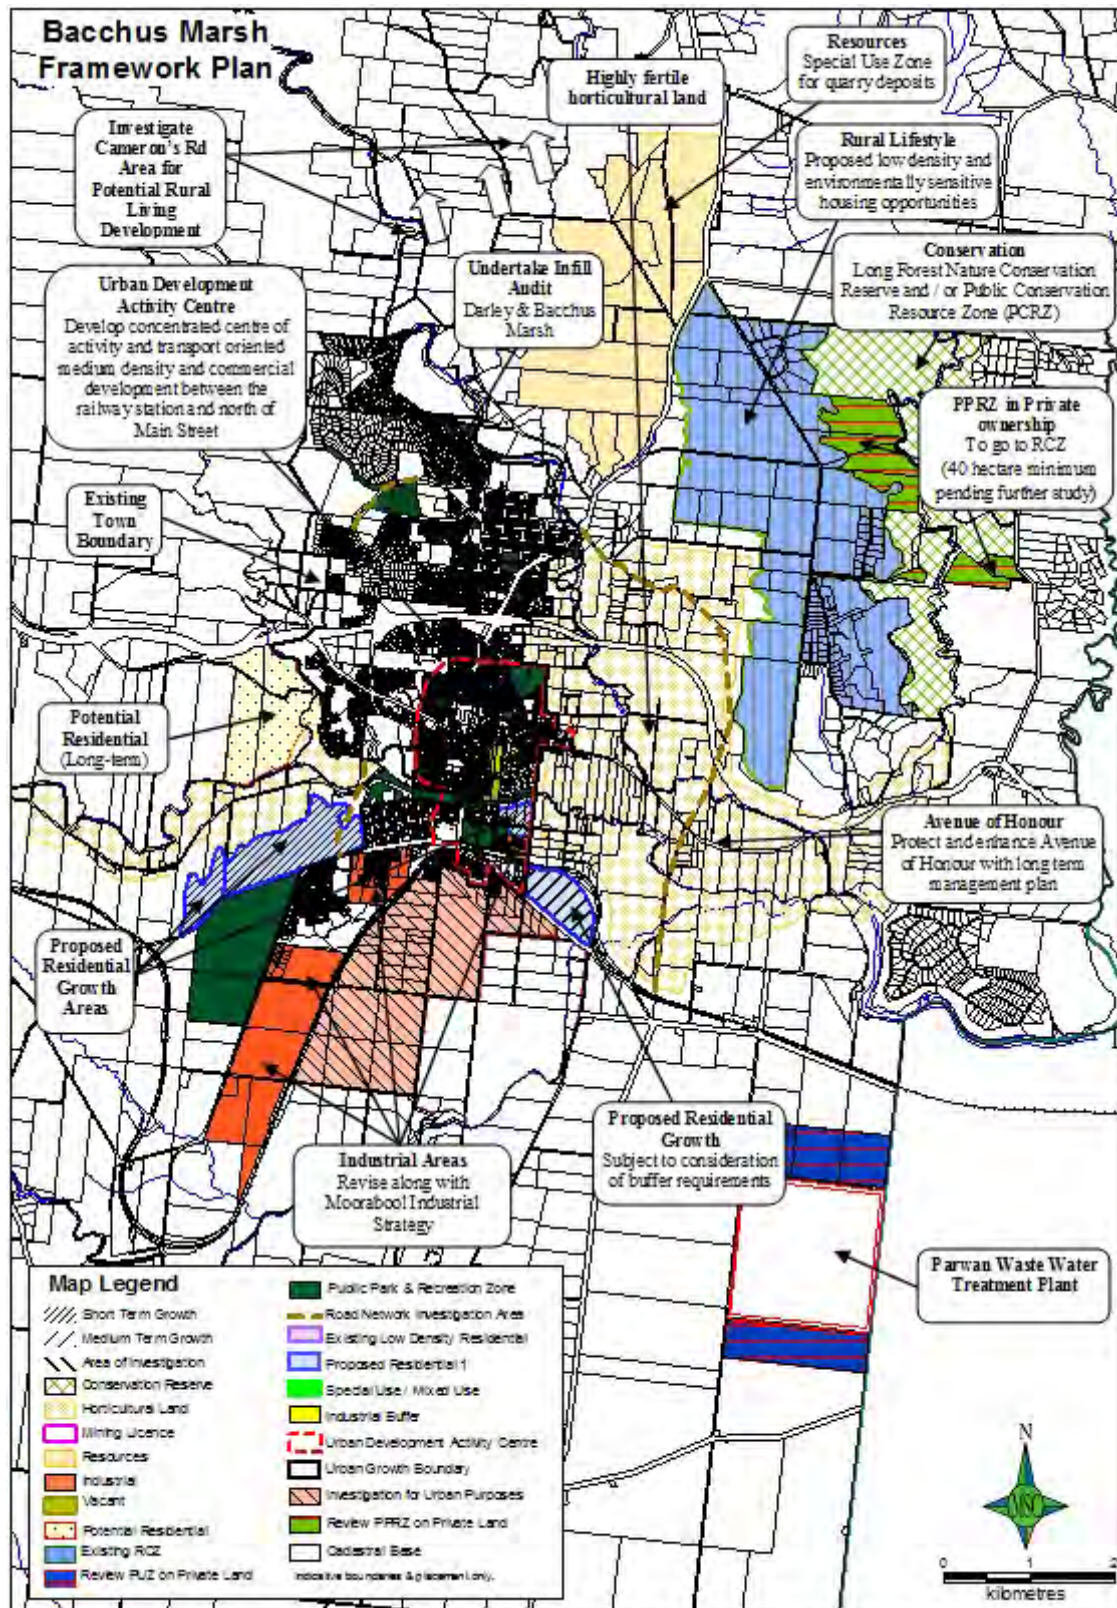 Bacchus Marsh
Framework Plan
Resources
Special Use Zone
for quarry deposits
Highly fertile
horticultural land
Investigate
Cameron's Rd
Area for
Potential Rural
Living
Development
Rural Lifestyle
Proposed low density and
environmentally sensitive
housing opportunities
Conservation
Long Forest Nature Conservation
Reserve and / or Public Conservation
Resource Zone (PCRZ)
Undertake Infill
Audit
Darley & Bacchus
Marsh
Urban Development
Activity Centre
Develop concentrated centre of
activity and transport oriented
medium density and commercial
development between the
railway station and north of
Main Street
PPRZ in Private
ownership
To go to RCZ
(40 hectare minimum
pending further study)
Existing
Town
Boundary
Potential
Residential
(Long-term)
Avenue of Honour
Protect and enhance Avenue
of Honour with long term
management plan
Proposed
Residential
Growth
Areas
Proposed Residential
Growth
Subject to consideration
of buffer requirements
Industrial Areas
Revise along with
Moorabool Industrial
Strategy
Parwan Waste Water
Treatment Plant
Map Legend
Short Term Growth
Medium Term Growth
Area of Investigation
Conservation Reserve
Horticultural Land
Mining Licence
Resources
Industrial
Vacant
Potential Residential
Existing RCZ
Review PUZ on Private Land
Public Park & Recreation Zone
Road Network Investigation Area
Existing Low Density Residential
Proposed Residential 1
Special Use / Mixed Use
Industrial Buffer
Urban Development Activity Centre
Urban Growth Boundary
Investigation for Urban Purposes
Review PPRZ on Private Land
Cadastral Base
Indicative boundaries & placement only.
N
MSC
0 1 2
kilometres